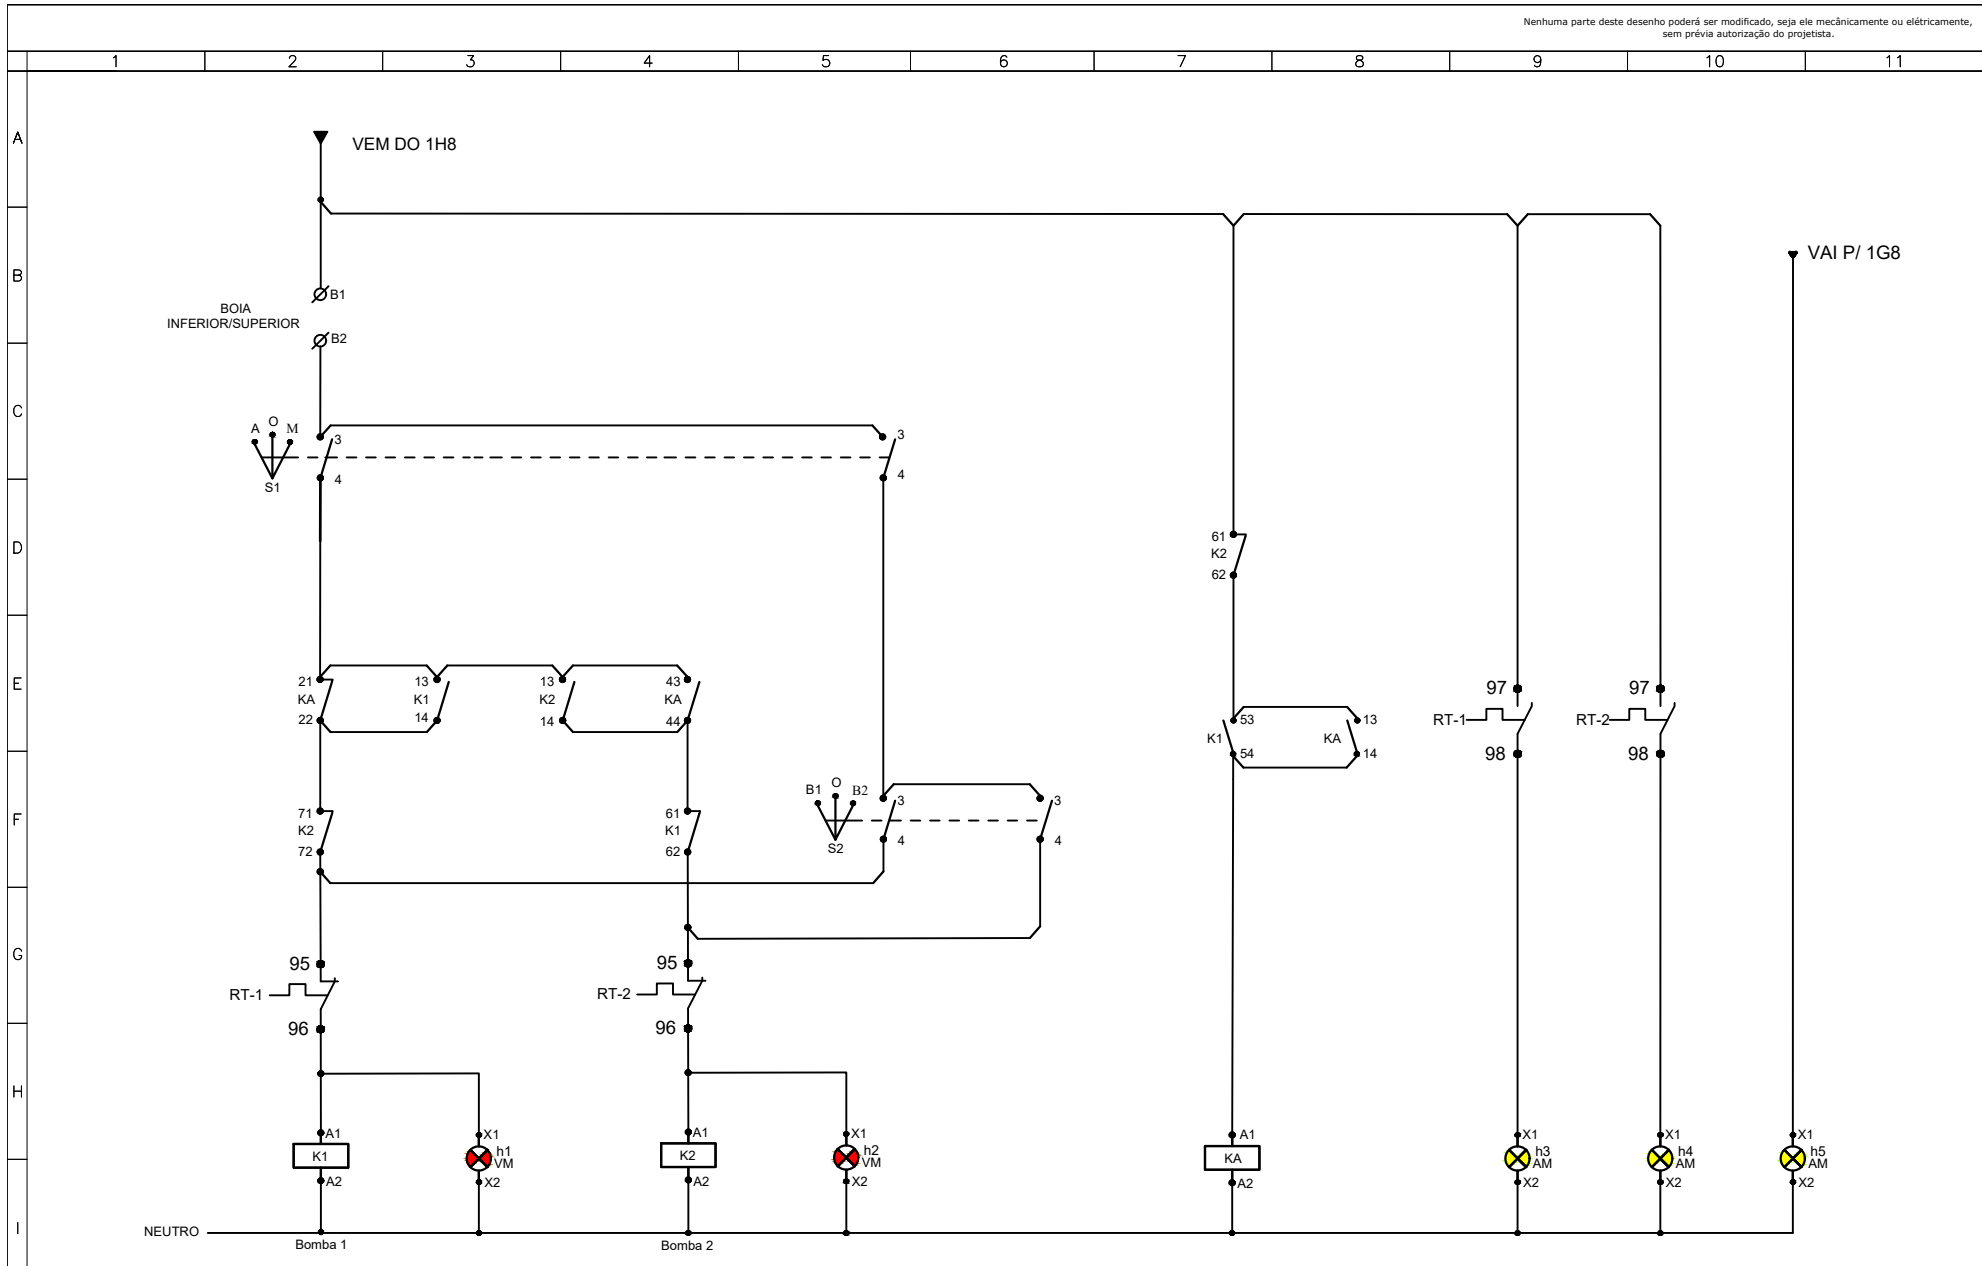 Nenhuma parte deste desenho poderá ser modificado, seja ele mecânicamente ou elétricamente,
sem prévia autorização do projetista.
1 2 3 4 5 6 7 8 9 10 11
A
VEM DO 1H8
B
VAI P/ 1G8
B1
BOIA
INFERIOR/SUPERIOR
B2
C
A O M
3 3
S1 4 4
D
61
K2
62
E
21 13 13 43 97 97
KA K1 K2 KA
22 14 14 44
53 13
RT-1 RT-2
K1 KA
54 14
98 98
F
B1 O B2
3 3
71 61
K2 K1
72 62
S2 4 4
G
95 95
RT-1 RT-2
96 96
H
A1 X1 A1 X1 A1 X1 X1 X1
K1 h1 K2 h2 KA h3 h4 h5
VM VM AM AM AM
A2 X2 A2 X2 A2 X2 X2 X2
I
NEUTRO
Bomba 1 Bomba 2